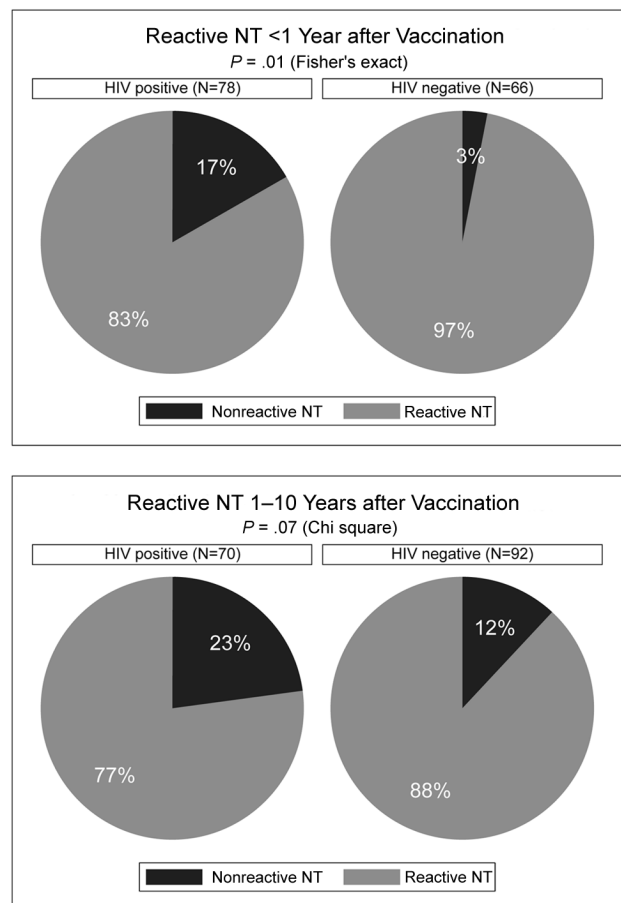 Reactive NT <1 Year after Vaccination
P = .01 (Fisher's exact)
HIV positive (N=78)
HIV negative (N=66)
17%
83%
3%
97%
Nonreactive NT
Reactive NT
Reactive NT 1–10 Years after Vaccination
P = .07 (Chi square)
HIV positive (N=70)
HIV negative (N=92)
23%
77%
12%
88%
Nonreactive NT
Reactive NT